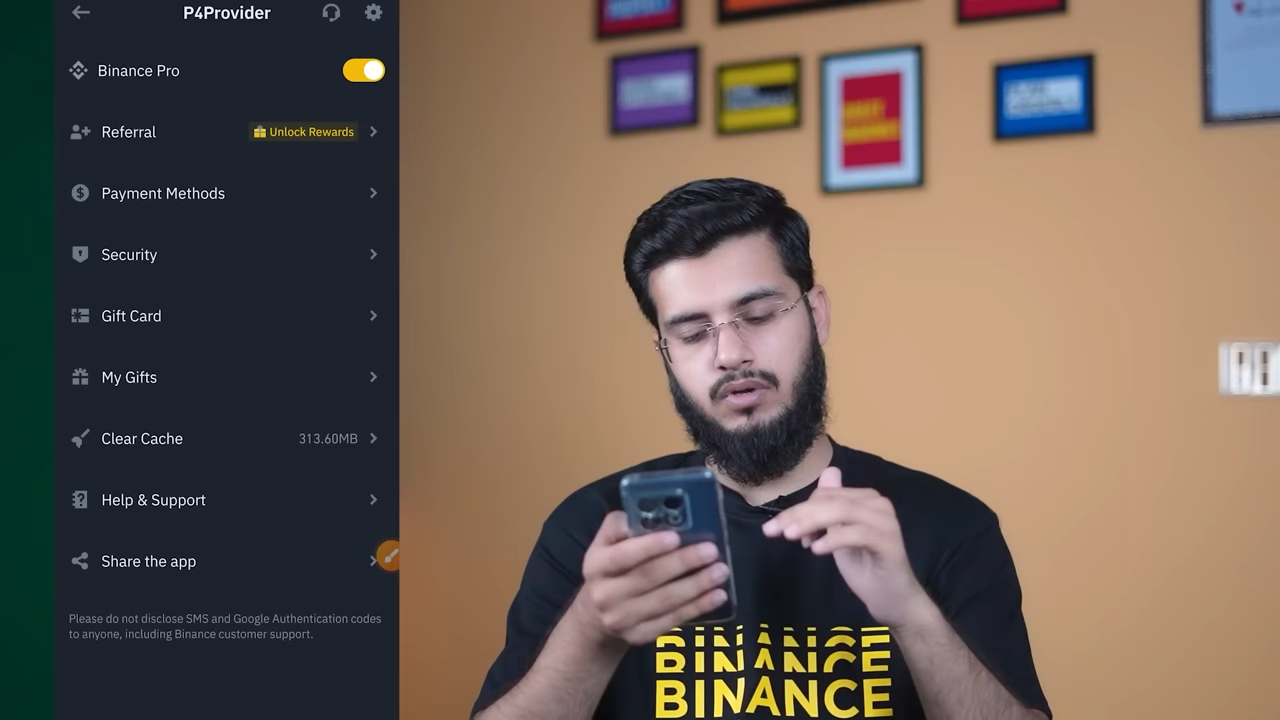 P4Provider
Binance Pro
Referral
Unlock Rewards
Payment Methods
Security
Gift Card
My Gifts
Clear Cache
313.60MB
Help & Support
Share the app
Please do not disclose SMS and Google Authentication codes
to anyone, including Binance customer support.
BINANCE
BINANCE
BINANCE